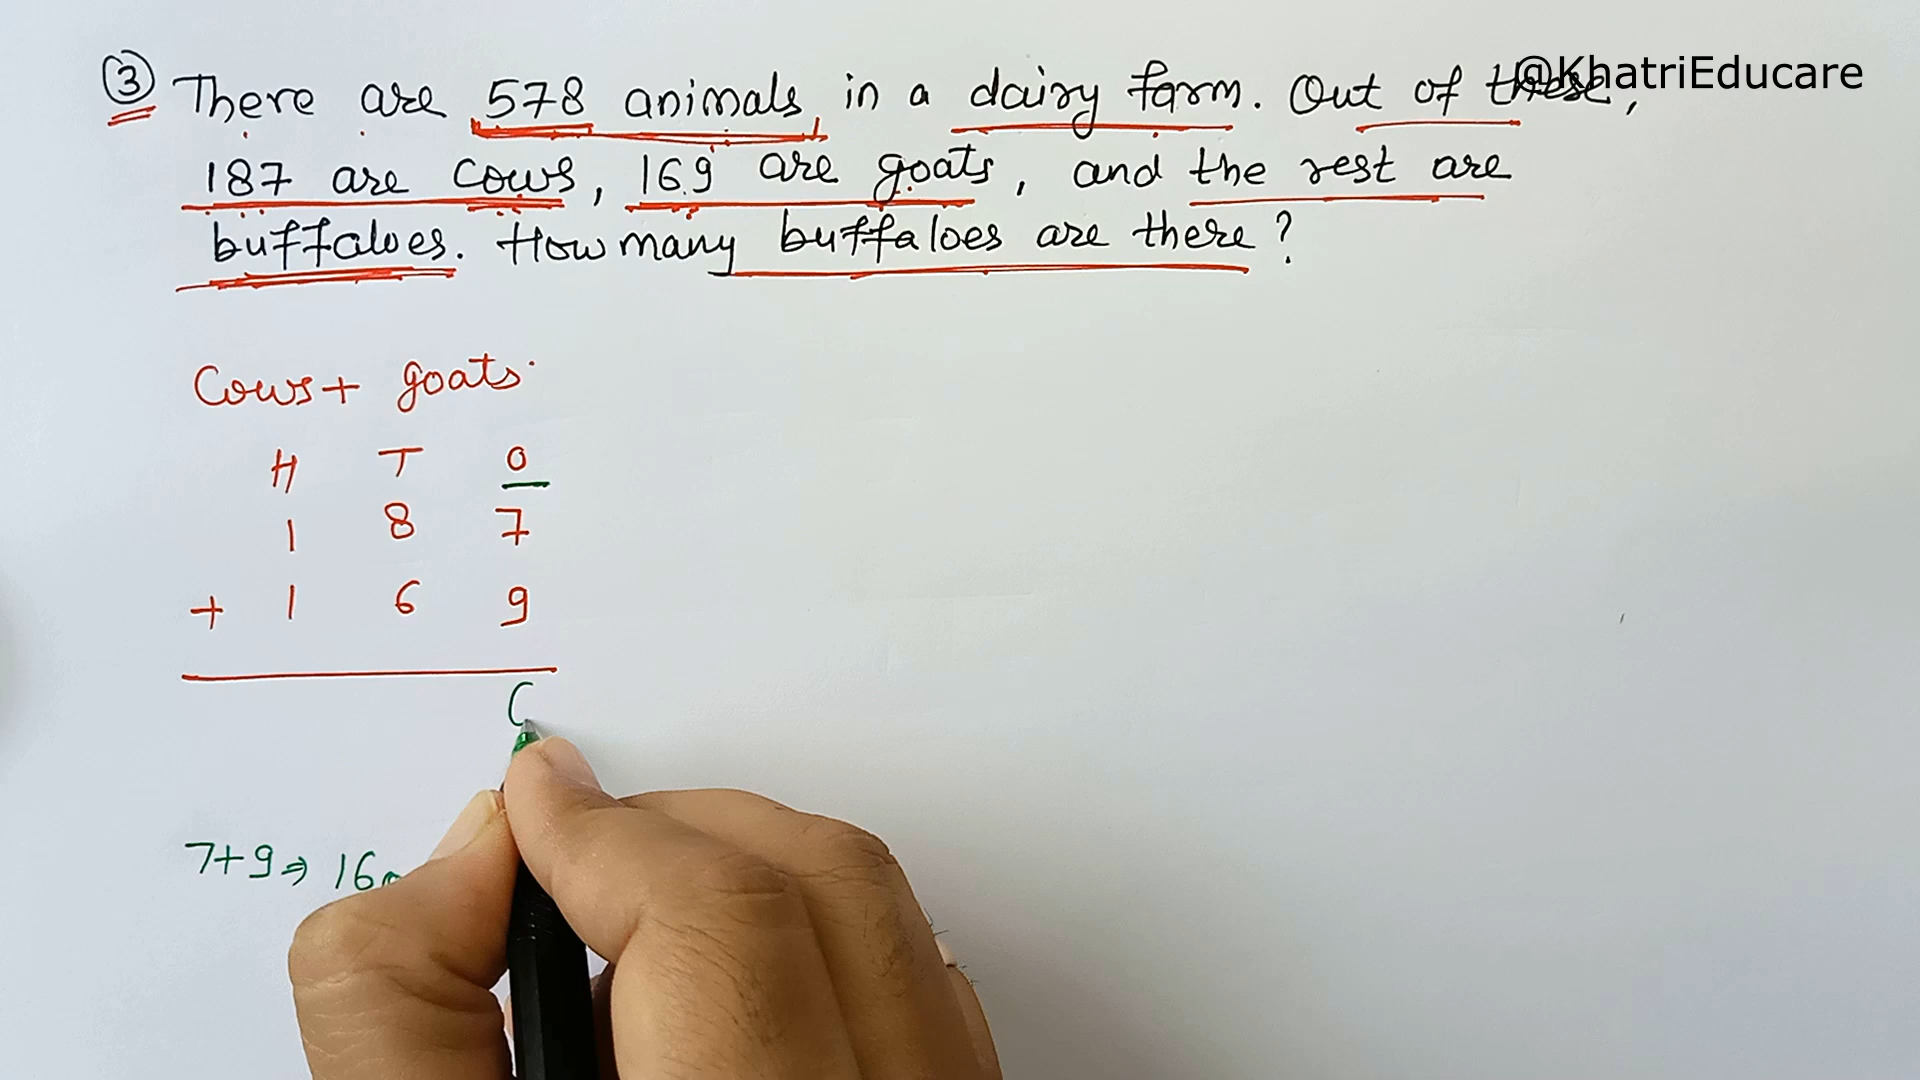 @KhatriEducare
③ There are 578 animals in a dairy farm. Out of these,
187 are cows, 169 are goats, and the rest are
buffaloes. How many buffaloes are there?
Cows + goats
H T O
1 8 7
+ 1 6 9
7+9 ⇒ 16